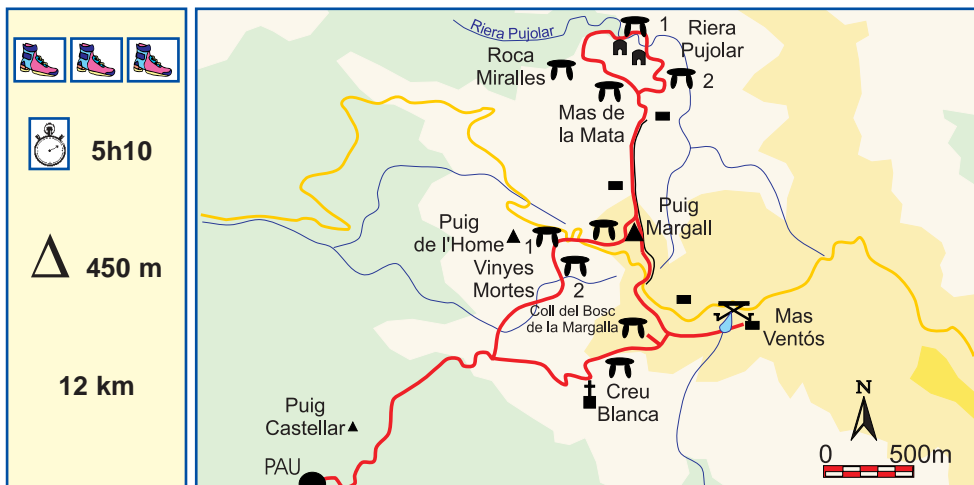 5h10
Δ 450 m
12 km
Riera Pujolar
1
Riera
Pujolar
Roca
Miralles
2
Mas de
la Mata
Puig
Margall
Puig
de l'Home
1
Vinyes
Mortes
2
Coll del Bosc
de la Margalla
Mas
Ventós
Creu
Blanca
Puig
Castellar
PAU
N
0 500m